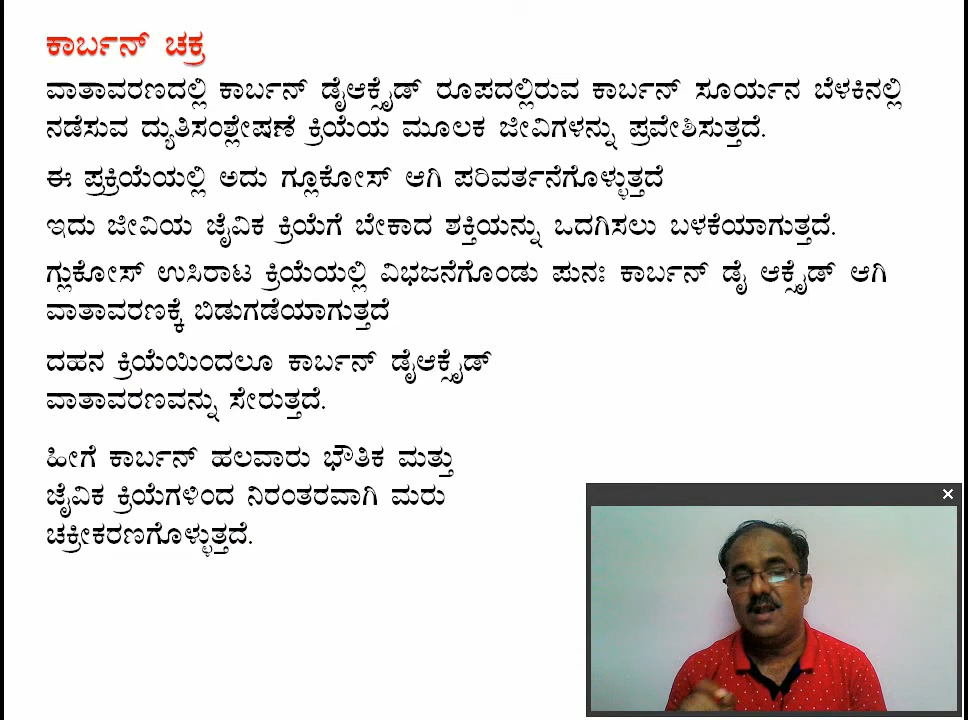 ಕಾರ್ಬನ್ ಚಕ್ರ
ವಾತಾವರಣದಲ್ಲಿ ಕಾರ್ಬನ್ ಡೈಆಕ್ಸೈಡ್ ರೂಪದಲ್ಲಿರುವ ಕಾರ್ಬನ್ ಸೂರ್ಯನ ಬೆಳಕಿನಲ್ಲಿ
ನಡೆಸುವ ದ್ಯುತಿಸಂಶ್ಲೇಷಣೆ ಕ್ರಿಯೆಯ ಮೂಲಕ ಜೀವಿಗಳನ್ನು ಪ್ರವೇಶಿಸುತ್ತದೆ.
ಈ ಪ್ರಕ್ರಿಯೆಯಲ್ಲಿ ಅದು ಗ್ಲೂಕೋಸ್ ಆಗಿ ಪರಿವರ್ತನೆಗೊಳ್ಳುತ್ತದೆ
ಇದು ಜೀವಿಯ ಜೈವಿಕ ಕ್ರಿಯೆಗೆ ಬೇಕಾದ ಶಕ್ತಿಯನ್ನು ಒದಗಿಸಲು ಬಳಕೆಯಾಗುತ್ತದೆ.
ಗ್ಲುಕೋಸ್ ಉಸಿರಾಟ ಕ್ರಿಯೆಯಲ್ಲಿ ವಿಭಜನೆಗೊಂಡು ಪುನಃ ಕಾರ್ಬನ್ ಡೈ ಆಕ್ಸೈಡ್ ಆಗಿ
ವಾತಾವರಣಕ್ಕೆ ಬಿಡುಗಡೆಯಾಗುತ್ತದೆ
ದಹನ ಕ್ರಿಯೆಯಿಂದಲೂ ಕಾರ್ಬನ್ ಡೈಆಕ್ಸೈಡ್
ವಾತಾವರಣವನ್ನು ಸೇರುತ್ತದೆ.
ಹೀಗೆ ಕಾರ್ಬನ್ ಹಲವಾರು ಭೌತಿಕ ಮತ್ತು
ಜೈವಿಕ ಕ್ರಿಯೆಗಳಿಂದ ನಿರಂತರವಾಗಿ ಮರು
ಚಕ್ರೀಕರಣಗೊಳ್ಳುತ್ತದೆ.